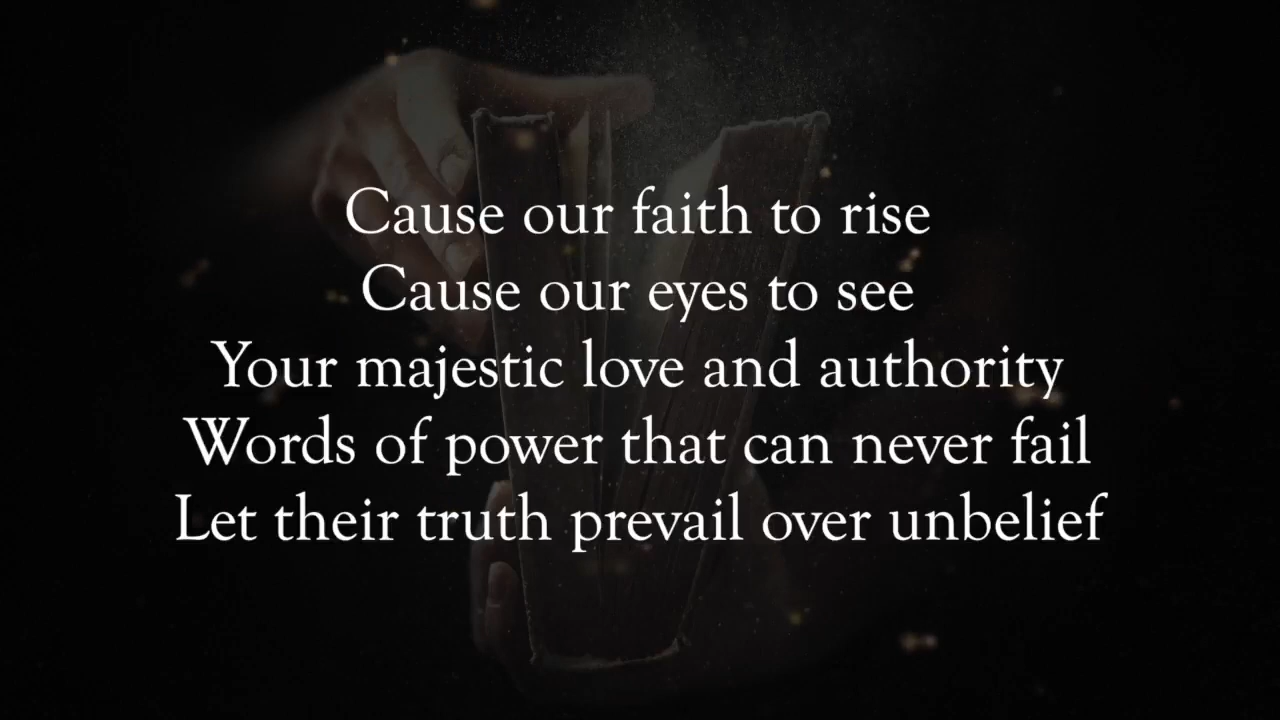 Cause our faith to rise
Cause our eyes to see
Your majestic love and authority
Words of power that can never fail
Let their truth prevail over unbelief